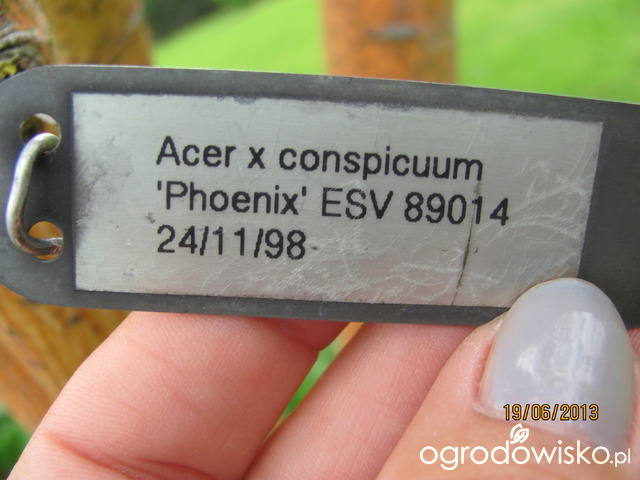 Acer x conspicuum
'Phoenix' ESV 89014
24/11/98
19/06/2013
ogrodowisko.pl